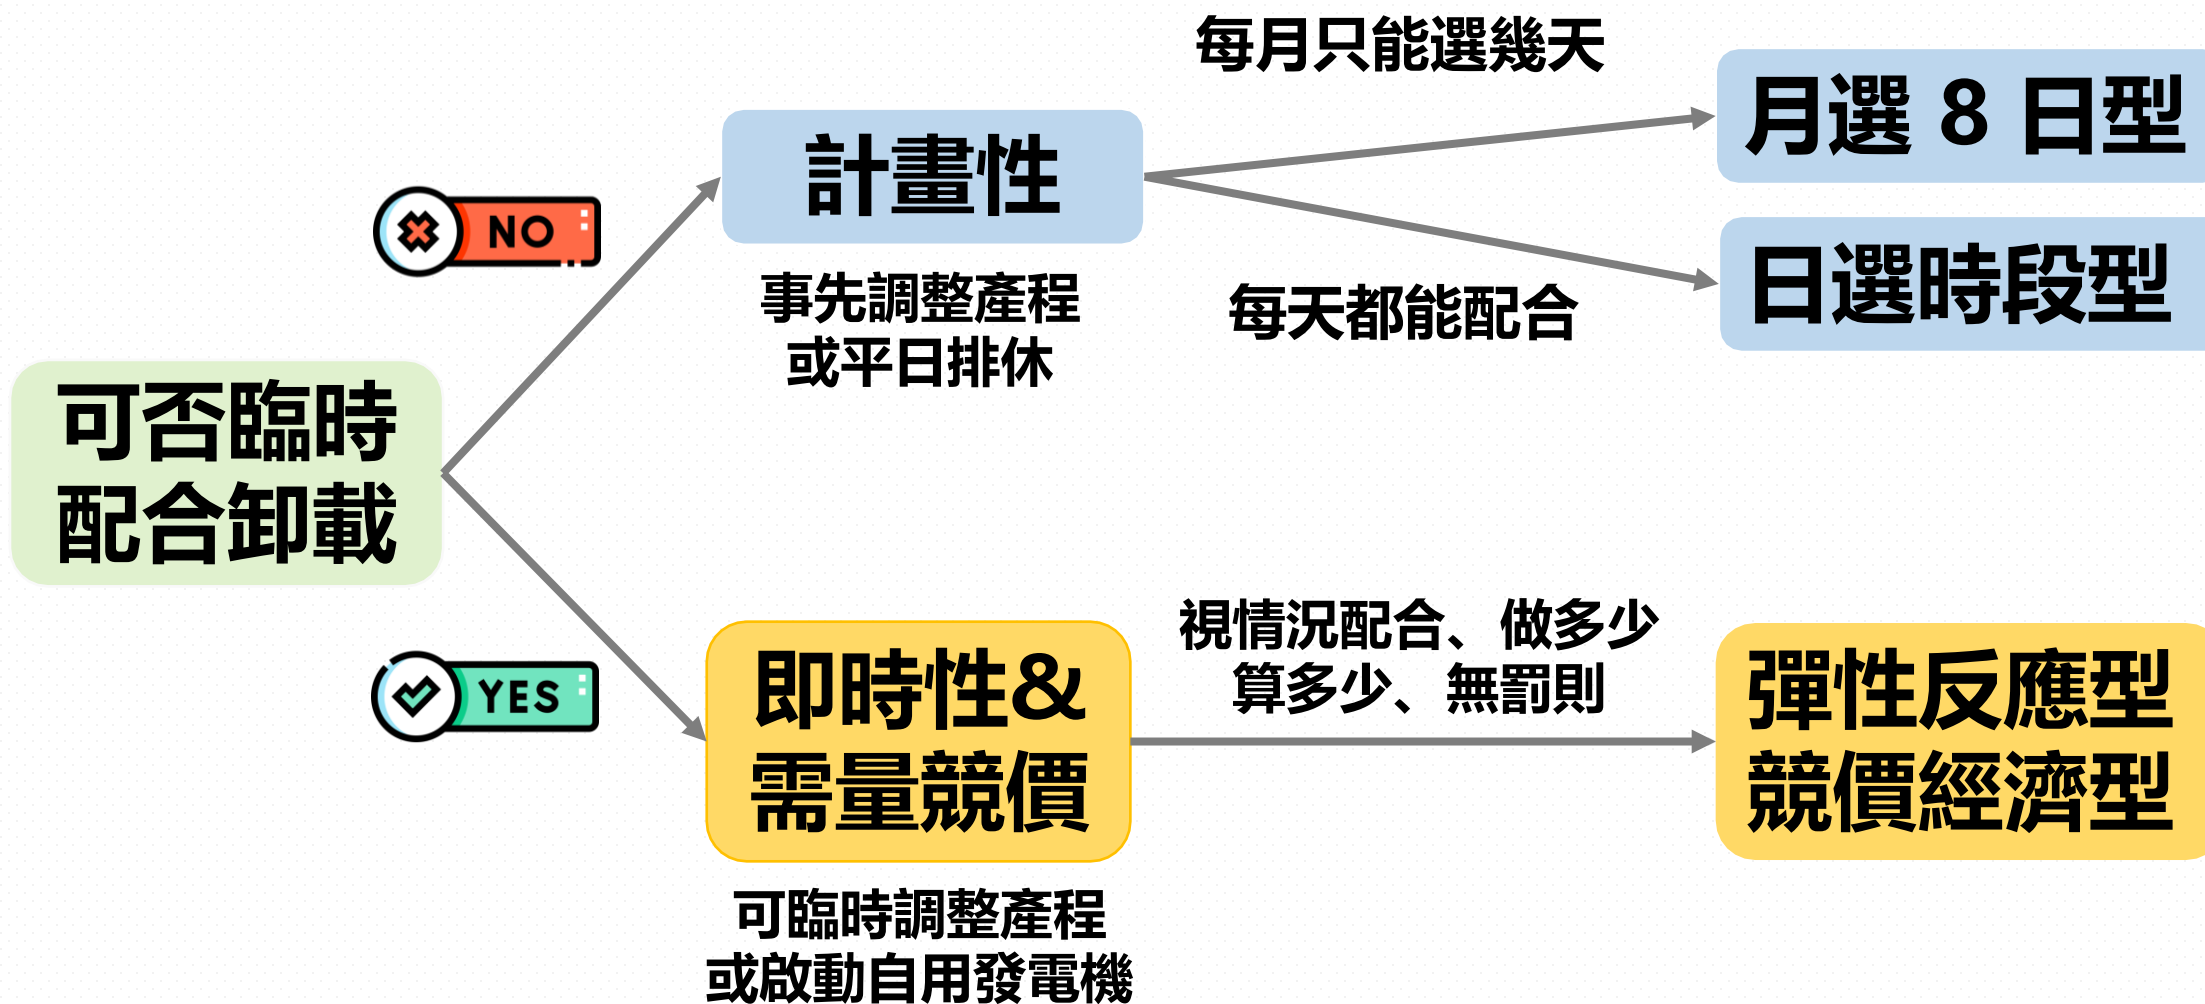 每月只能選幾天
月選 8 日型
計畫性
NO
日選時段型
事先調整產程
或平日排休
每天都能配合
可否臨時
配合卸載
視情況配合、做多少
算多少、無罰則
YES
即時性&
需量競價
彈性反應型
競價經濟型
可臨時調整產程
或啟動自用發電機